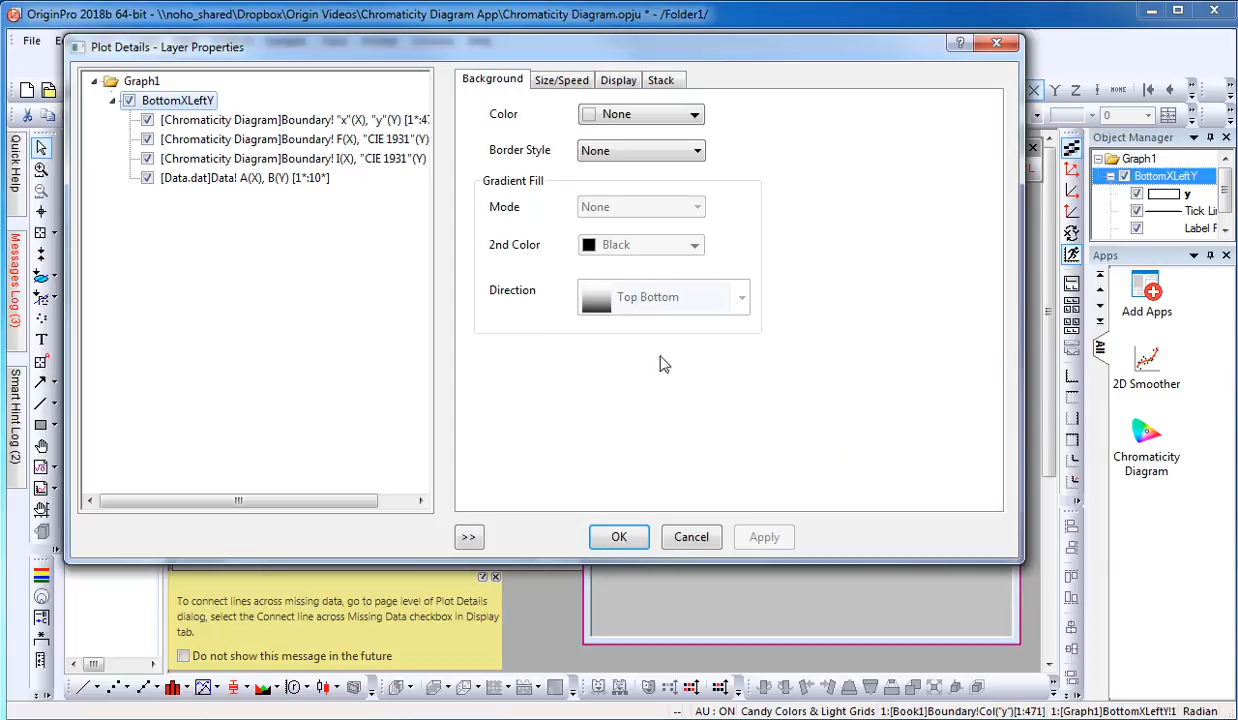 OriginPro 2018b 64-bit - \\noho_shared\Dropbox\Origin Videos\Chromaticity Diagram App\Chromaticity Diagram.opju * - /Folder1/
File
Plot Details - Layer Properties
Graph1
BottomXLeftY
[Chromaticity Diagram]Boundary! "x"(X), "y"(Y) [1*:47
[Chromaticity Diagram]Boundary! F(X), "CIE 1931"(Y)
[Chromaticity Diagram]Boundary! I(X), "CIE 1931"(Y)
[Data.dat]Data! A(X), B(Y) [1*:10*]
Background
Size/Speed
Display
Stack
Color
None
Border Style
None
Gradient Fill
Mode
None
2nd Color
Black
Direction
Top Bottom
>>
OK
Cancel
Apply
Quick Help
Messages Log (3)
Smart Hint Log (2)
X Y Z
HOME
0
Object Manager
Graph1
BottomXLeftY
y
Tick Li
Label F
Apps
All
Add Apps
2D Smoother
Chromaticity
Diagram
To connect lines across missing data, go to page level of Plot Details
dialog, select the Connect line across Missing Data checkbox in Display
tab.
Do not show this message in the future
-- AU : ON Candy Colors & Light Grids 1:[Book1]Boundary!Col("y")[1:471] 1:[Graph1]BottomXLeftY!1 Radian